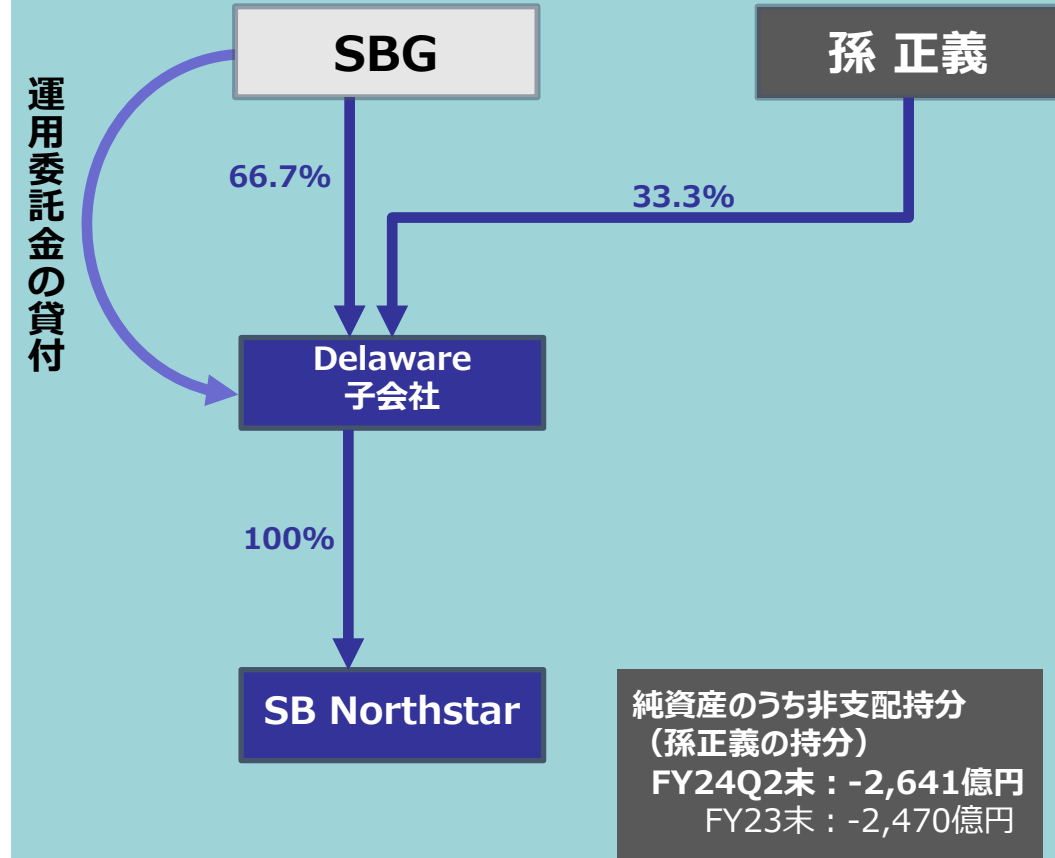 SBG
孫 正義
運用委託金の貸付
66.7%
33.3%
Delaware
子会社
100%
SB Northstar
純資産のうち非支配持分
（孫正義の持分）
FY24Q2末：-2,641億円
FY23末：-2,470億円